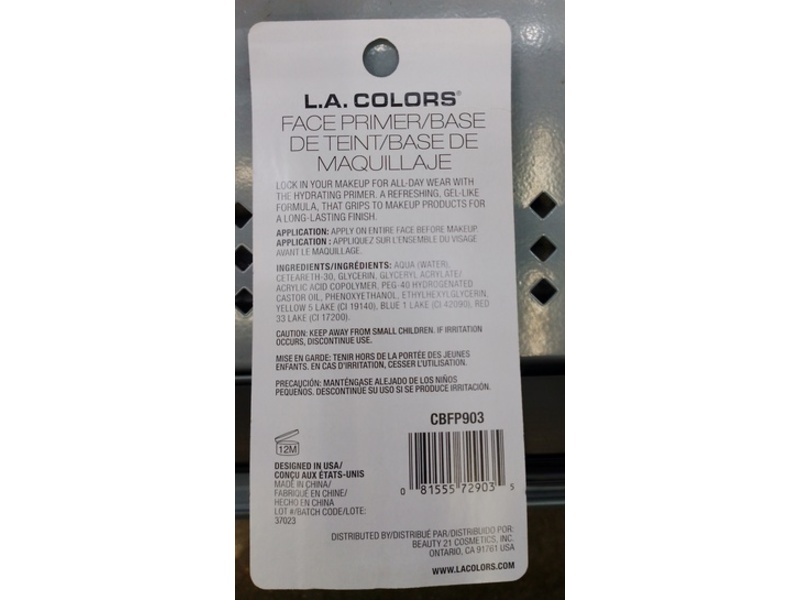 L.A. COLORS®
FACE PRIMER/BASE
DE TEINT/BASE DE
MAQUILLAJE
LOCK IN YOUR MAKEUP FOR ALL-DAY WEAR WITH
THE HYDRATING PRIMER. A REFRESHING, GEL-LIKE
FORMULA, THAT GRIPS TO MAKEUP PRODUCTS FOR
A LONG-LASTING FINISH.
APPLICATION: APPLY ON ENTIRE FACE BEFORE MAKEUP.
APPLICATION : APPLIQUEZ SUR L'ENSEMBLE DU VISAGE
AVANT LE MAQUILLAGE.
INGREDIENTS/INGRÉDIENTS: AQUA (WATER),
CETEARETH-30, GLYCERIN, GLYCERYL ACRYLATE/
ACRYLIC ACID COPOLYMER, PEG-40 HYDROGENATED
CASTOR OIL, PHENOXYETHANOL, ETHYLHEXYLGLYCERIN,
YELLOW 5 LAKE (CI 19140), BLUE 1 LAKE (CI 42090), RED
33 LAKE (CI 17200).
CAUTION: KEEP AWAY FROM SMALL CHILDREN. IF IRRITATION
OCCURS, DISCONTINUE USE.
MISE EN GARDE: TENIR HORS DE LA PORTÉE DES JEUNES
ENFANTS. EN CAS D'IRRITATION, CESSER L'UTILISATION.
PRECAUCIÓN: MANTÉNGASE ALEJADO DE LOS NIÑOS
PEQUEÑOS. DESCONTINÚE SU USO SI SE PRODUCE IRRITACIÓN.
CBFP903
12M
DESIGNED IN USA/
CONÇU AUX ÉTATS-UNIS
MADE IN CHINA/
FABRIQUÉ EN CHINE/
HECHO EN CHINA
LOT #/BATCH CODE/LOTE:
37023
0 81555 72903 5
DISTRIBUTED BY/DISTRIBUÉ PAR/DISTRIBUIDO POR:
BEAUTY 21 COSMETICS, INC.
ONTARIO, CA 91761 USA
WWW.LACOLORS.COM